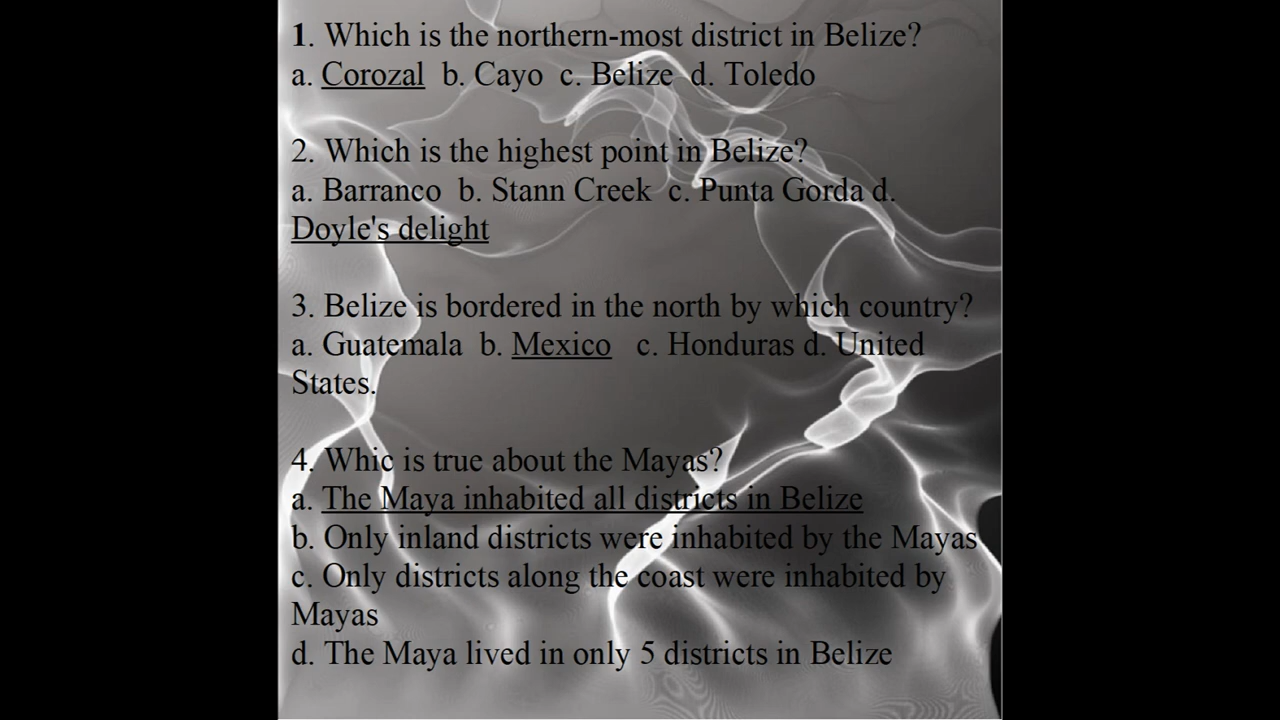 1. Which is the northern-most district in Belize?
a. Corozal b. Cayo c. Belize d. Toledo
2. Which is the highest point in Belize?
a. Barranco b. Stann Creek c. Punta Gorda d.
Doyle's delight
3. Belize is bordered in the north by which country?
a. Guatemala b. Mexico c. Honduras d. United
States.
4. Whic is true about the Mayas?
a. The Maya inhabited all districts in Belize
b. Only inland districts were inhabited by the Mayas
c. Only districts along the coast were inhabited by
Mayas
d. The Maya lived in only 5 districts in Belize